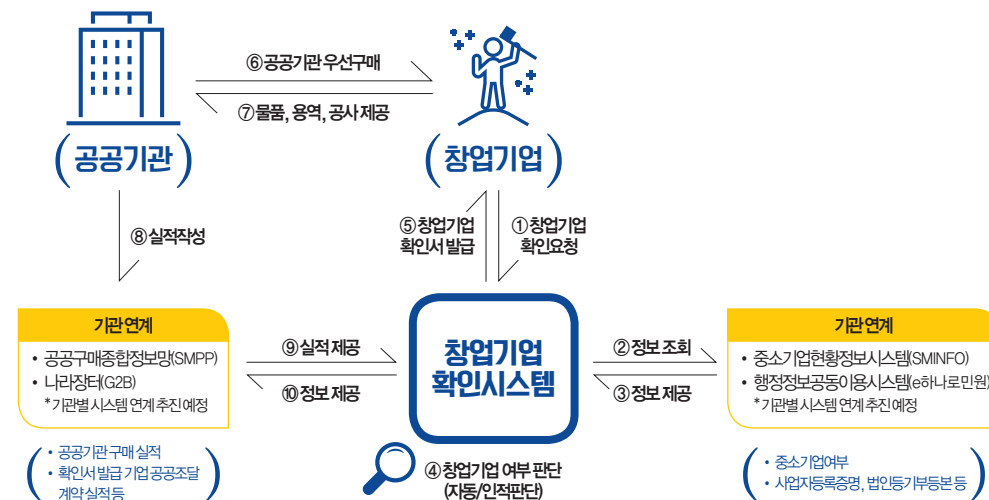 ⑥ 공공기관 우선구매
⑦ 물품, 용역, 공사 제공
공공기관
창업기업
⑧ 실적작성
⑤ 창업기업
확인서 발급
① 창업기업
확인요청
기관 연계
• 공공구매종합정보망(SMPP)
• 나라장터(G2B)
* 기관별 시스템 연계 추진 예정
• 공공기관 구매 실적
• 확인서 발급 기업 공공조달
계약 실적 등
⑨ 실적 제공
⑩ 정보 제공
창업기업
확인시스템
④ 창업기업 여부 판단
(자동/인적판단)
② 정보 조회
③ 정보 제공
기관 연계
• 중소기업현황정보시스템(SMINFO)
• 행정정보공동이용시스템(e하나로민원)
* 기관별 시스템 연계 추진 예정
• 중소기업여부
• 사업자등록증명, 법인등기부등본 등